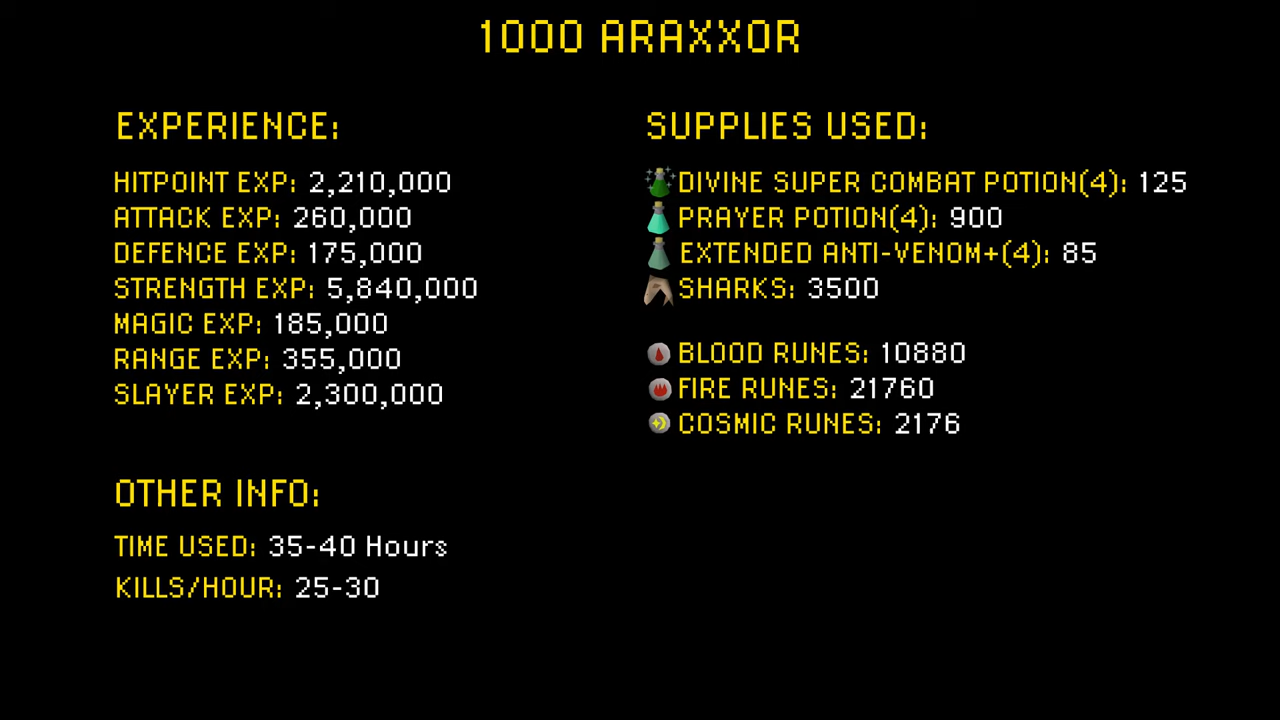 1000 ARAXXOR
EXPERIENCE:
HITPOINT EXP: 2,210,000
ATTACK EXP: 260,000
DEFENCE EXP: 175,000
STRENGTH EXP: 5,840,000
MAGIC EXP: 185,000
RANGE EXP: 355,000
SLAYER EXP: 2,300,000
OTHER INFO:
TIME USED: 35-40 Hours
KILLS/HOUR: 25-30
SUPPLIES USED:
DIVINE SUPER COMBAT POTION(4): 125
PRAYER POTION(4): 900
EXTENDED ANTI-VENOM+(4): 85
SHARKS: 3500
BLOOD RUNES: 10880
FIRE RUNES: 21760
COSMIC RUNES: 2176